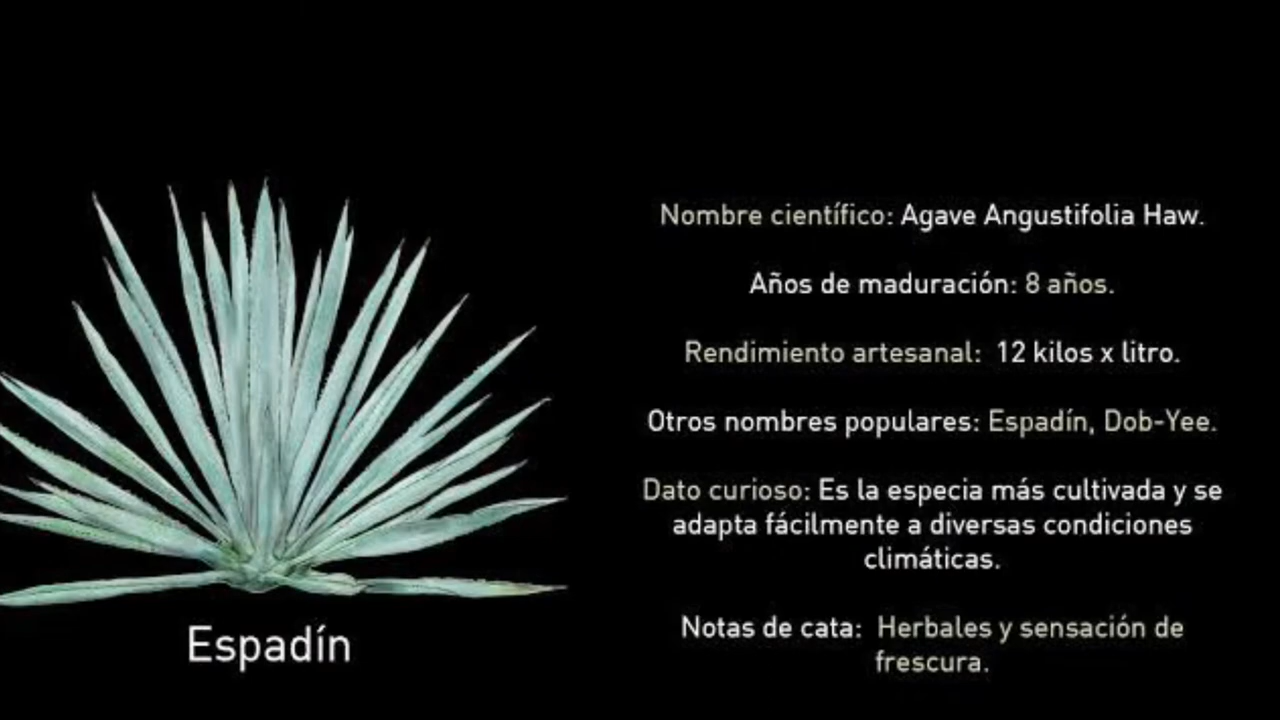 Nombre científico: Agave Angustifolia Haw.
Años de maduración: 8 años.
Rendimiento artesanal: 12 kilos x litro.
Otros nombres populares: Espadín, Dob-Yee.
Dato curioso: Es la especia más cultivada y se
adapta fácilmente a diversas condiciones
climáticas.
Notas de cata: Herbales y sensación de
frescura.
Espadín